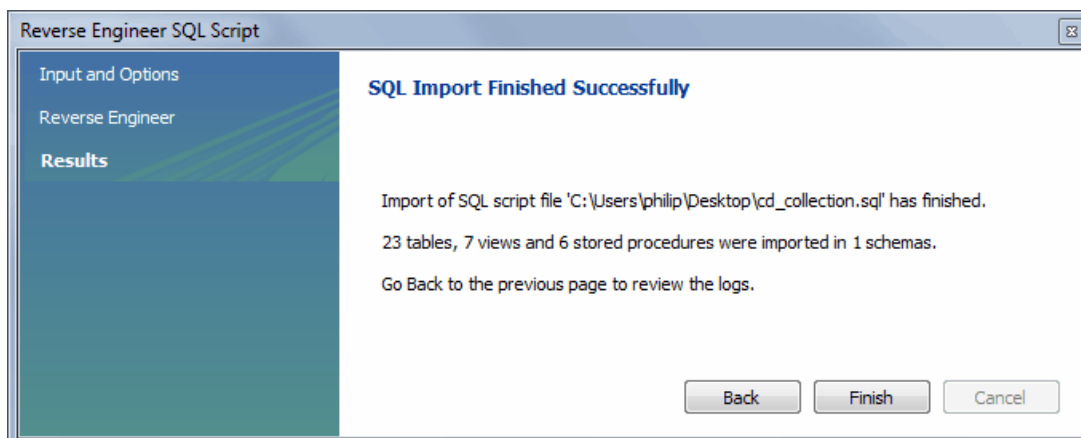 Reverse Engineer SQL Script
Input and Options
Reverse Engineer
Results
SQL Import Finished Successfully
Import of SQL script file 'C:\Users\philip\Desktop\cd_collection.sql' has finished.
23 tables, 7 views and 6 stored procedures were imported in 1 schemas.
Go Back to the previous page to review the logs.
Back Finish Cancel